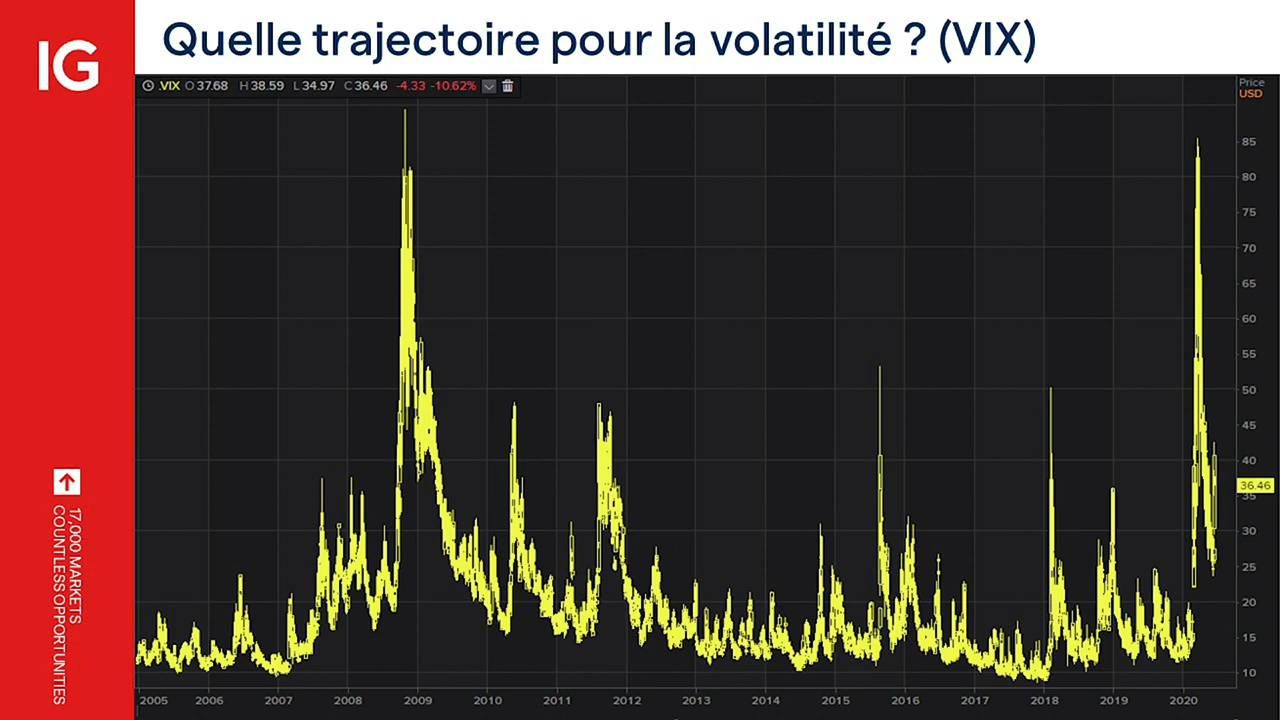 IG
Quelle trajectoire pour la volatilité ? (VIX)
.VIX O 37.68 H 38.59 L 34.97 C 36.46 -4.33 -10.62%
Price
USD
85
80
75
70
65
60
55
50
45
40
36.46
35
30
25
20
15
10
2005 2006 2007 2008 2009 2010 2011 2012 2013 2014 2015 2016 2017 2018 2019 2020
17,000 MARKETS
COUNTLESS OPPORTUNITIES